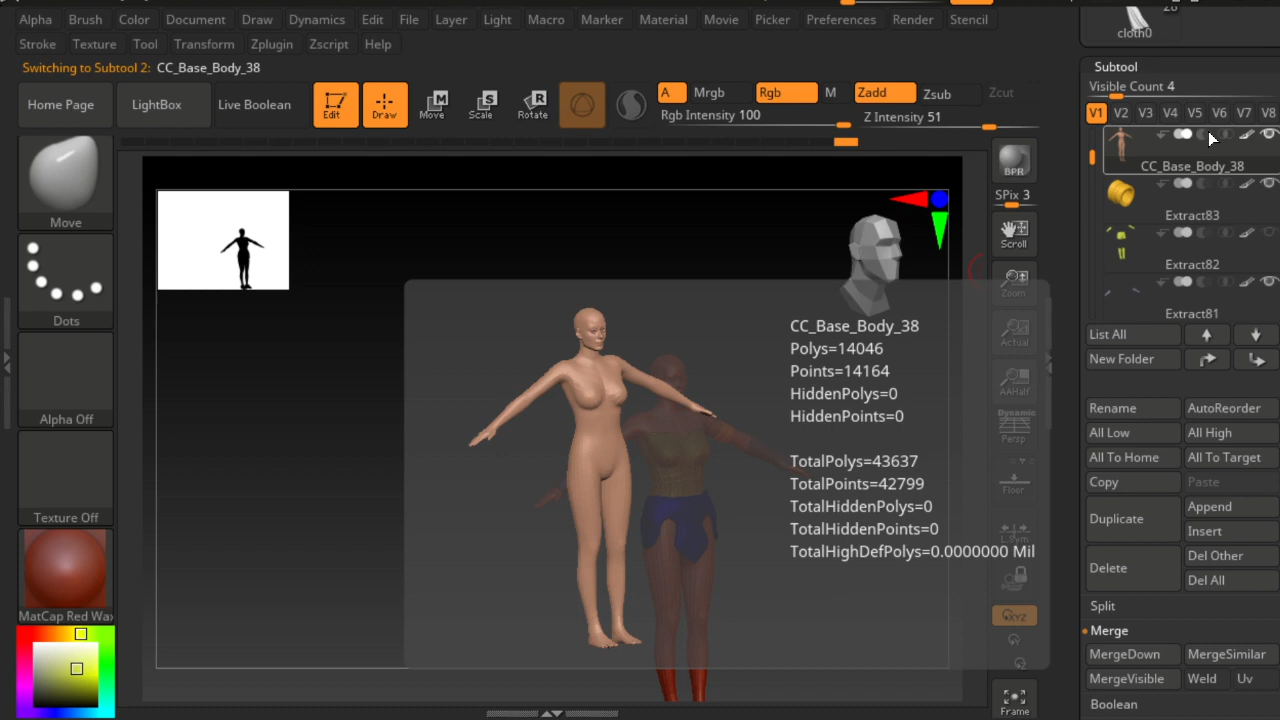 Alpha Brush Color Document Draw Dynamics Edit File Layer Light Macro Marker Material Movie Picker Preferences Render Stencil
Stroke Texture Tool Transform Zplugin Zscript Help
Switching to Subtool 2: CC_Base_Body_38
Home Page LightBox Live Boolean Edit Draw Move Scale Rotate
A Mrgb Rgb M Zadd Zsub Zcut
Rgb Intensity 100 Z Intensity 51
Move
Dots
Alpha Off
Texture Off
MatCap Red Wax
CC_Base_Body_38
Polys=14046
Points=14164
HiddenPolys=0
HiddenPoints=0
TotalPolys=43637
TotalPoints=42799
TotalHiddenPolys=0
TotalHiddenPoints=0
TotalHighDefPolys=0.0000000 Mil
BPR
SPix 3
Scroll
Zoom
Actual
AAHalf
Dynamic
Persp
Floor
L.Sym
XYZ
Frame
cloth0
Subtool
Visible Count 4
V1 V2 V3 V4 V5 V6 V7 V8
CC_Base_Body_38
Extract83
Extract82
Extract81
List All
New Folder
Rename AutoReorder
All Low All High
All To Home All To Target
Copy Paste
Duplicate Append
Insert
Delete Del Other
Del All
Split
Merge
MergeDown MergeSimilar
MergeVisible Weld Uv
Boolean